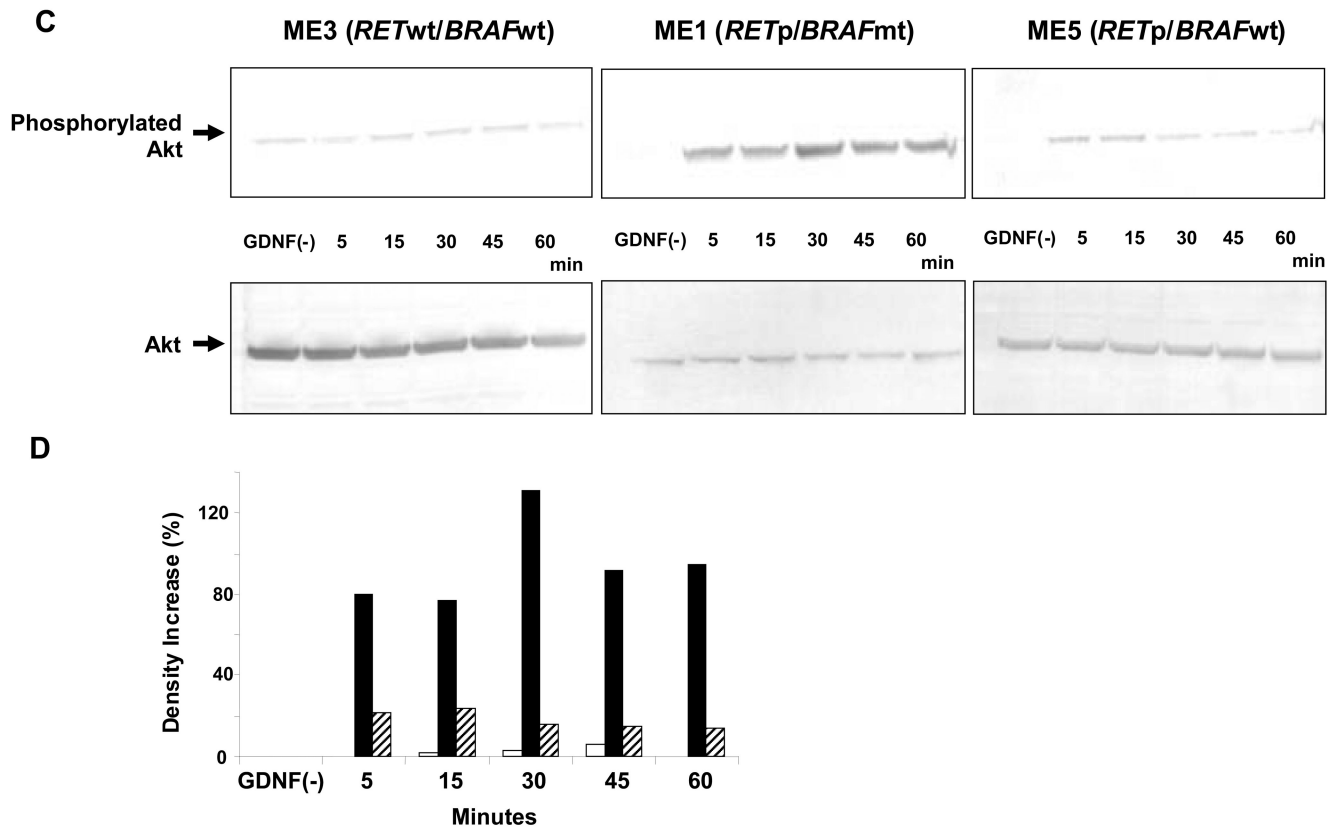 C
ME3 (RETwt/BRAFwt) ME1 (RETp/BRAFmt) ME5 (RETp/BRAFwt)
Phosphorylated
Akt
GDNF(-) 5 15 30 45 60 GDNF(-) 5 15 30 45 60 GDNF(-) 5 15 30 45 60
min min min
Akt
D
Density Increase (%)
120
80
40
0
GDNF(-) 5 15 30 45 60
Minutes